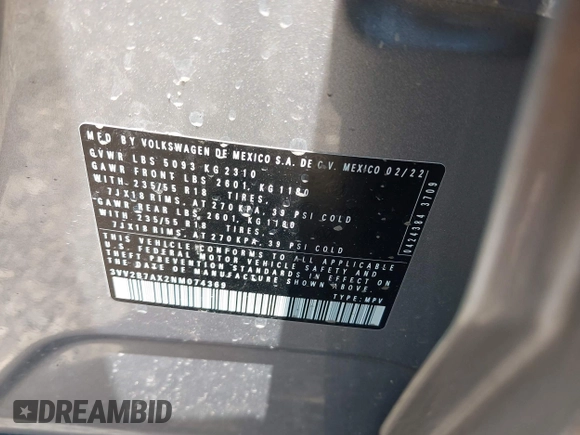 MFD BY VOLKSWAGEN DE MEXICO S.A. DE C.V. MEXICO 02/22
GVWR LBS 5093 KG 2310
GAWR FRONT LBS 2601, KG 1180
WITH. 235/55 R18 TIRES.
7JX18 RIMS, AT 270 KPA, 39 PSI COLD
GAWR REAR LBS 2601, KG 1180
WITH. 235/55 R18 TIRES.
7JX18 RIMS, AT 270 KPA, 39 PSI COLD
THIS VEHICLE CONFORMS TO ALL APPLICABLE
U.S. FEDERAL MOTOR VEHICLE SAFETY AND
THEFT PREVENTION STANDARDS IN EFFECT ON
THE DATE OF MANUFACTURE SHOWN ABOVE
3VV2B7AX2NM074369
TYPE: MPV
0424384 3709
DREAMBID